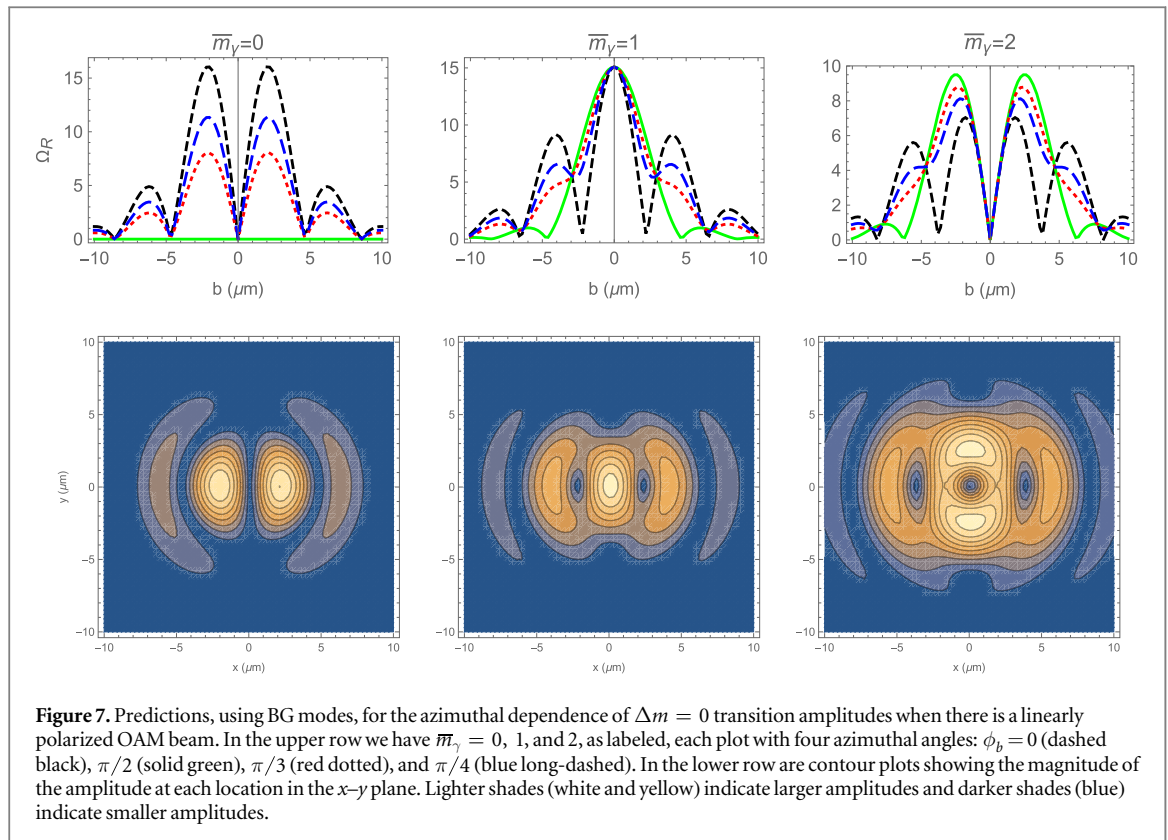 m̅γ=0
m̅γ=1
m̅γ=2
15
10
5
0
Ω_R
−10 −5 0 5 10
b (μm)
15
10
5
0
−10 −5 0 5 10
b (μm)
10
8
6
4
2
0
−10 −5 0 5 10
b (μm)
10
5
0
−5
−10
y (μm)
−10 −5 0 5 10
x (μm)
10
5
0
−5
−10
−10 −5 0 5 10
x (μm)
10
5
0
−5
−10
−10 −5 0 5 10
x (μm)
Figure 7. Predictions, using BG modes, for the azimuthal dependence of Δm = 0 transition amplitudes when there is a linearly
polarized OAM beam. In the upper row we have m̅γ = 0, 1, and 2, as labeled, each plot with four azimuthal angles: ϕ_b = 0 (dashed
black), π/2 (solid green), π/3 (red dotted), and π/4 (blue long-dashed). In the lower row are contour plots showing the magnitude of
the amplitude at each location in the x–y plane. Lighter shades (white and yellow) indicate larger amplitudes and darker shades (blue)
indicate smaller amplitudes.